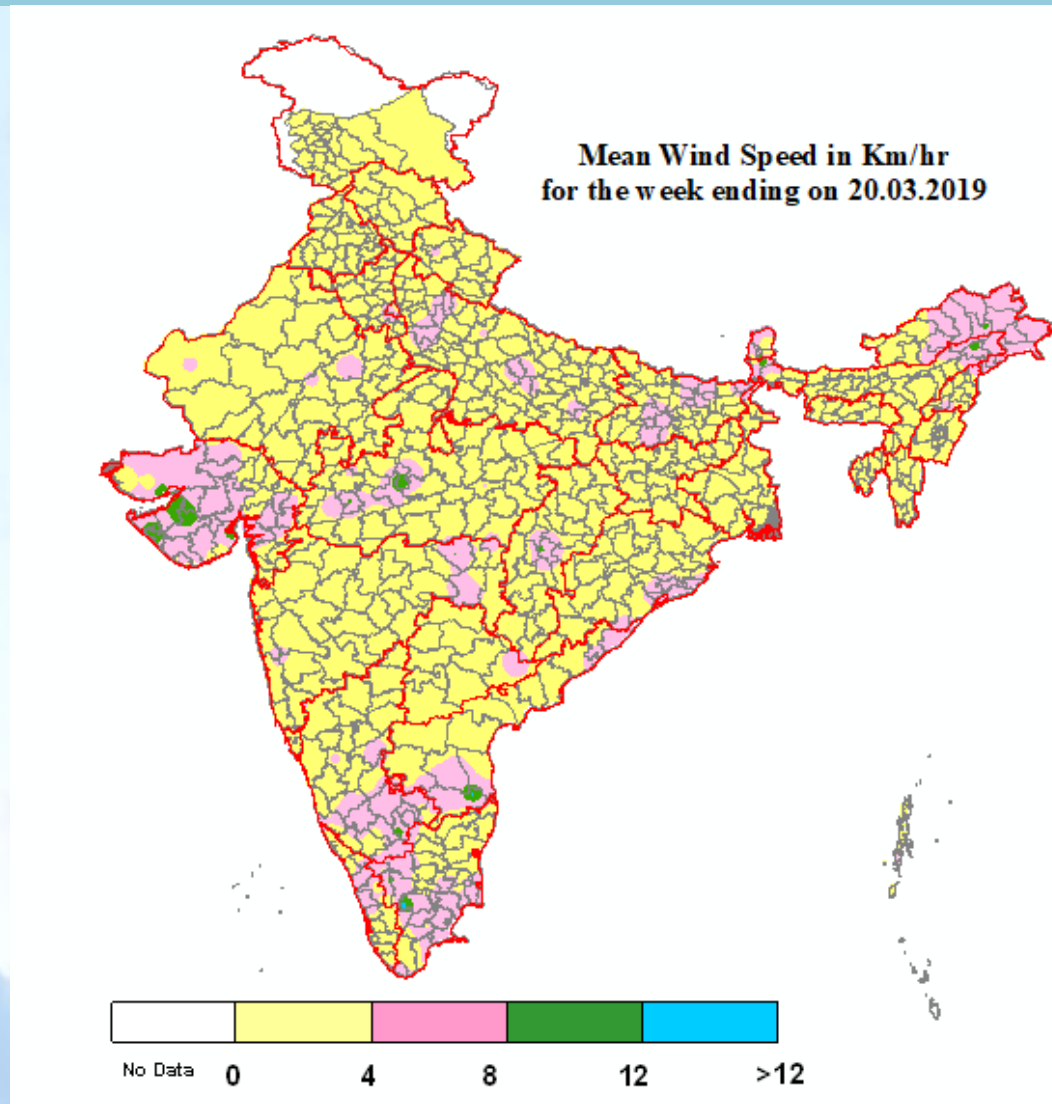 Mean Wind Speed in Km/hr
for the week ending on 20.03.2019
No Data 0 4 8 12 >12